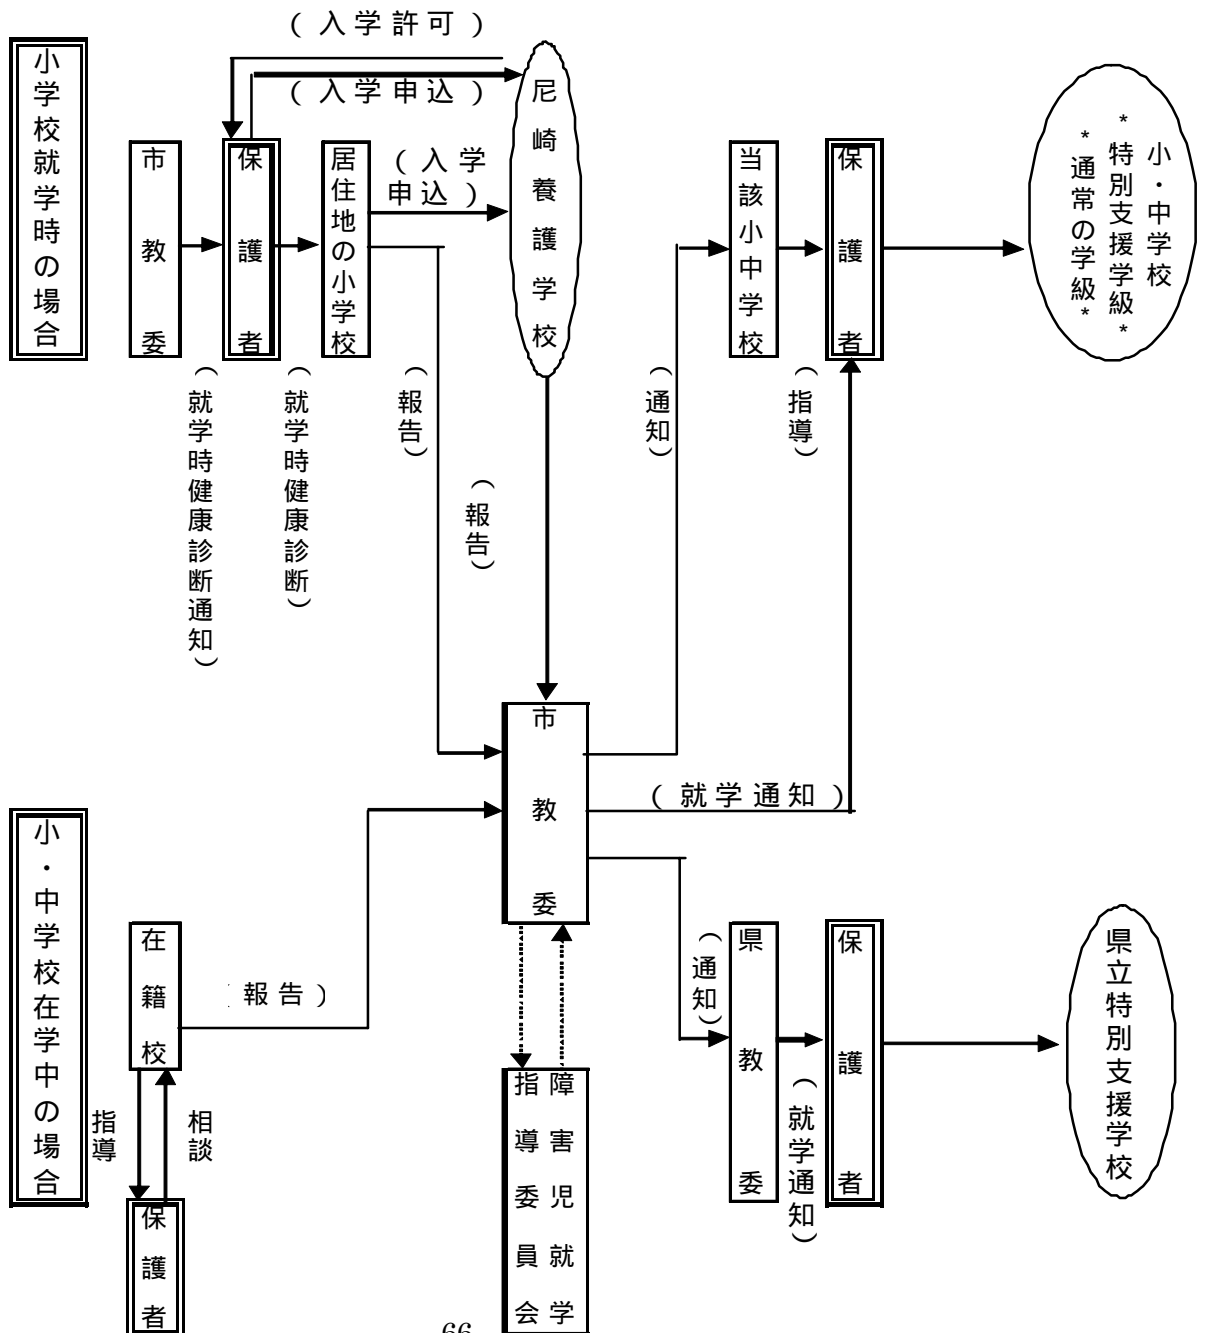 (入学許可)
(入学申込)
小学校就学時の場合
市教委
保護者
居住地の小学校
(入学
申込)
尼崎養護学校
当該小中学校
保護者
小・中学校
*特別支援学級*
*通常の学級*
(就学時健康診断通知)
(就学時健康診断)
(報告)
(報告)
(通知)
(指導)
市教委
(就学通知)
小・中学校在学中の場合
在籍校
(報告)
指導
相談
保護者
障害児就学
指導委員会
(通知)
県教委
(就学通知)
保護者
県立特別支援学校
66